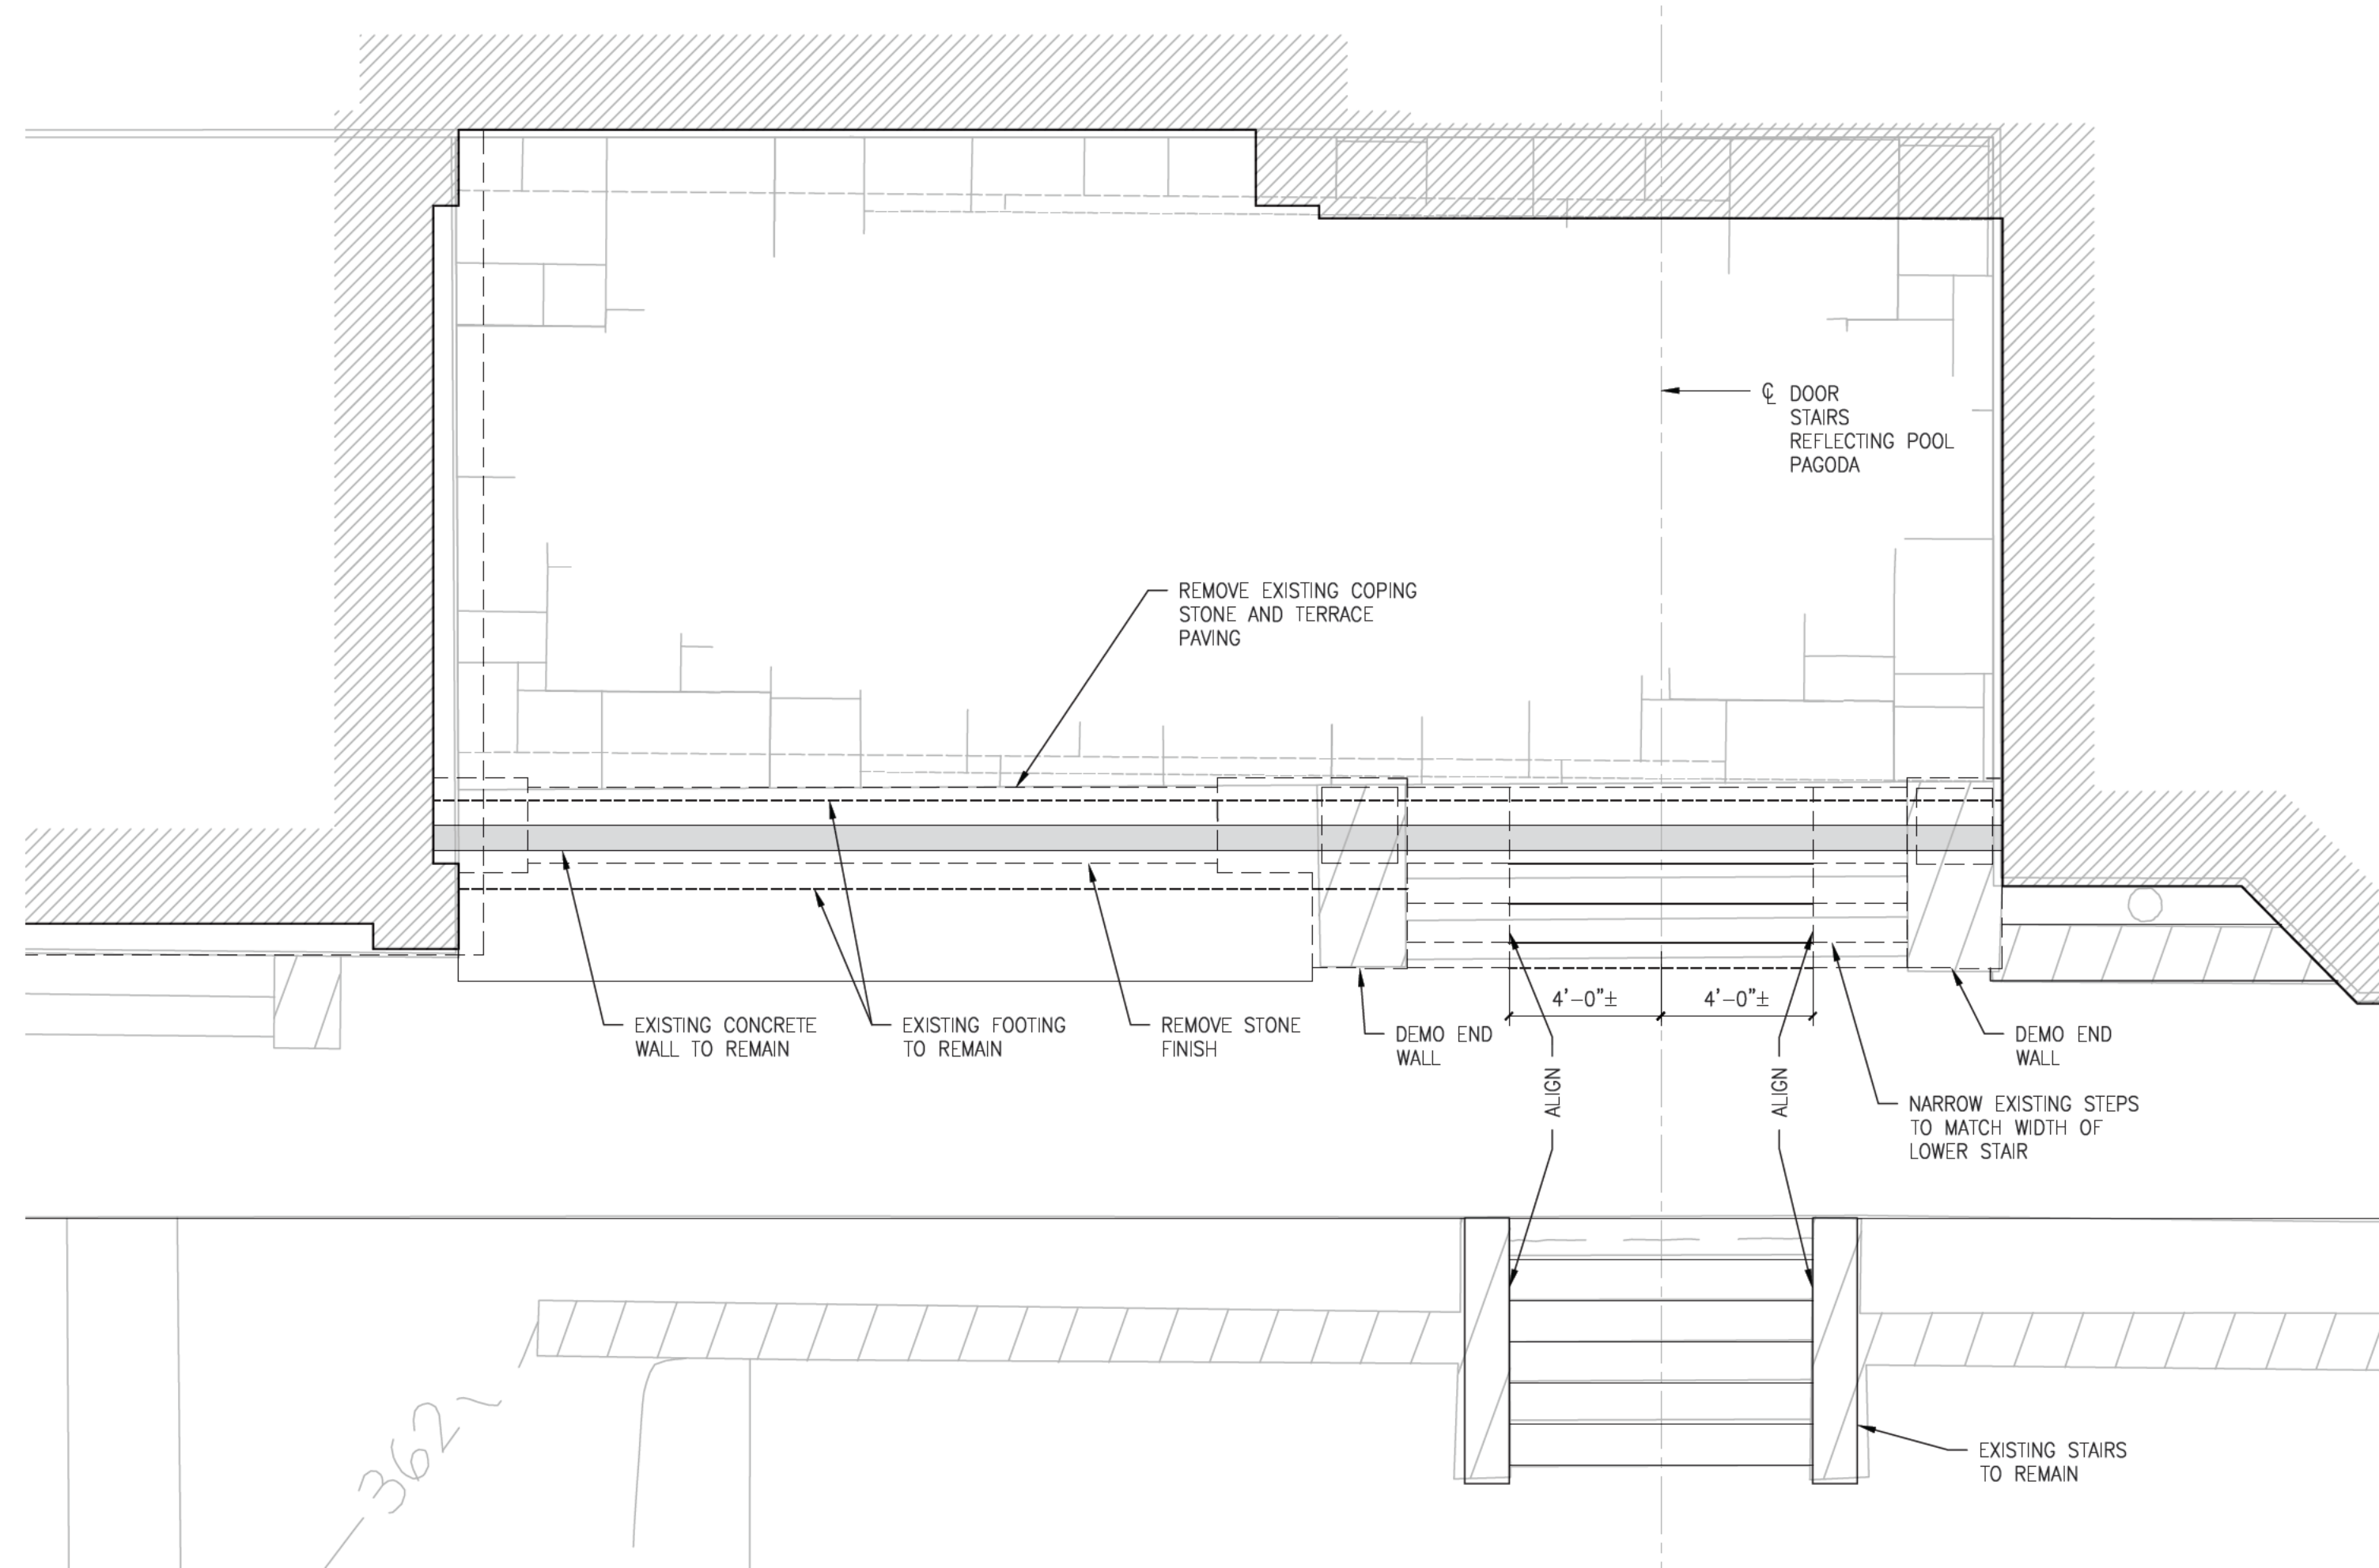 ℄ DOOR
STAIRS
REFLECTING POOL
PAGODA
REMOVE EXISTING COPING
STONE AND TERRACE
PAVING
4'-0"±
4'-0"±
EXISTING CONCRETE
WALL TO REMAIN
EXISTING FOOTING
TO REMAIN
REMOVE STONE
FINISH
DEMO END
WALL
DEMO END
WALL
ALIGN
ALIGN
NARROW EXISTING STEPS
TO MATCH WIDTH OF
LOWER STAIR
362
EXISTING STAIRS
TO REMAIN